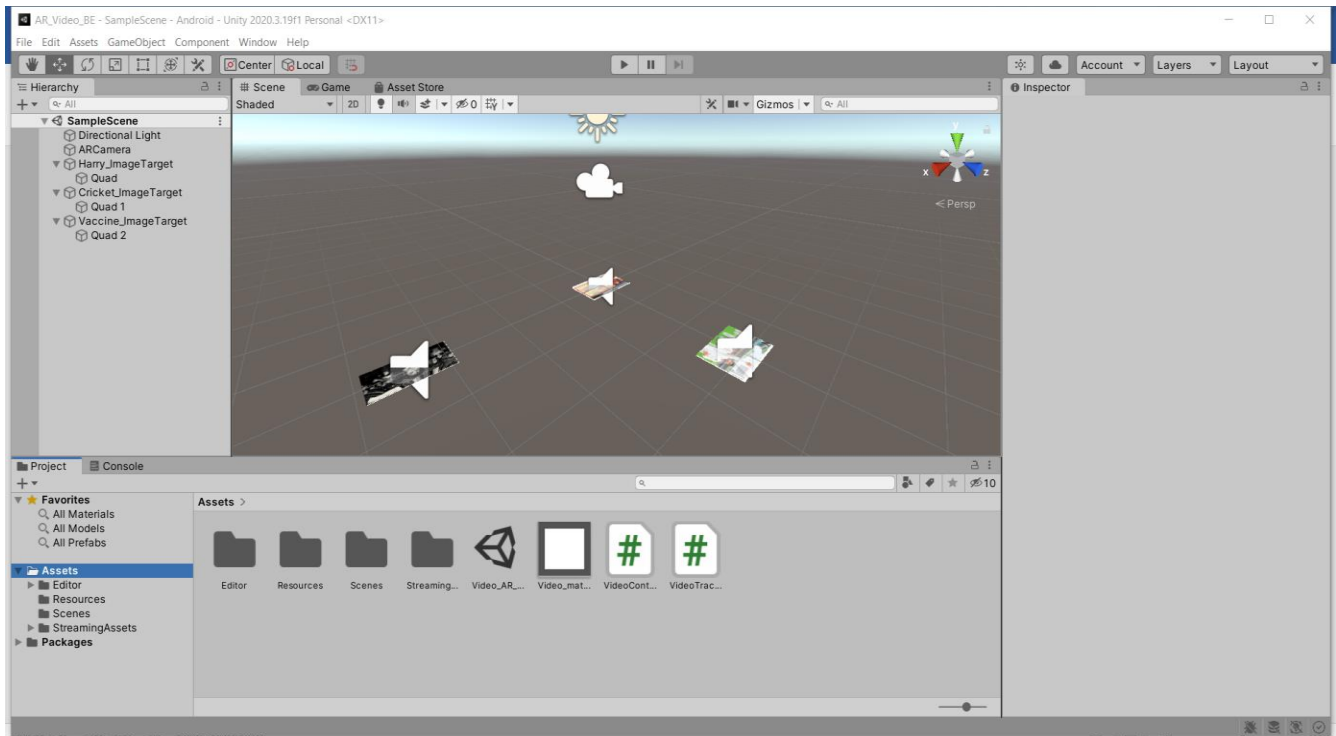 AR_Video_BE - SampleScene - Android - Unity 2020.3.19f1 Personal <DX11>
File Edit Assets GameObject Component Window Help
Center Local
Account Layers Layout
Hierarchy
All
SampleScene
Directional Light
ARCamera
Harry_ImageTarget
Quad
Cricket_ImageTarget
Quad 1
Vaccine_ImageTarget
Quad 2
Scene Game Asset Store
Shaded 2D 0 Gizmos All
y
x z
Persp
Inspector
Project Console
10
Favorites
All Materials
All Models
All Prefabs
Assets
Editor
Resources
Scenes
StreamingAssets
Packages
Assets >
Editor Resources Scenes Streaming... Video_AR_... Video_mat... VideoCont... VideoTrac...